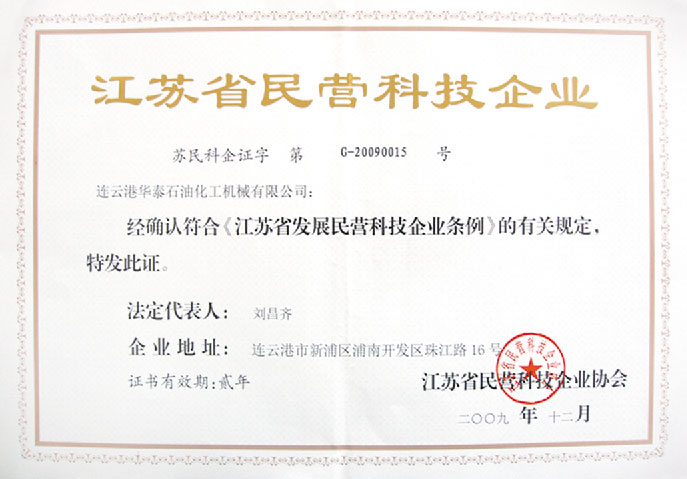 江苏省民营科技企业
苏民科企证字 第 G-20090015 号
连云港华泰石油化工机械有限公司:
经确认符合《江苏省发展民营科技企业条例》的有关规定,
特发此证。
法定代表人: 刘昌齐
企业地址: 连云港市新浦区浦南开发区珠江路16号
证书有效期:贰年
江苏省民营科技企业协会
二〇〇九 年 十二月